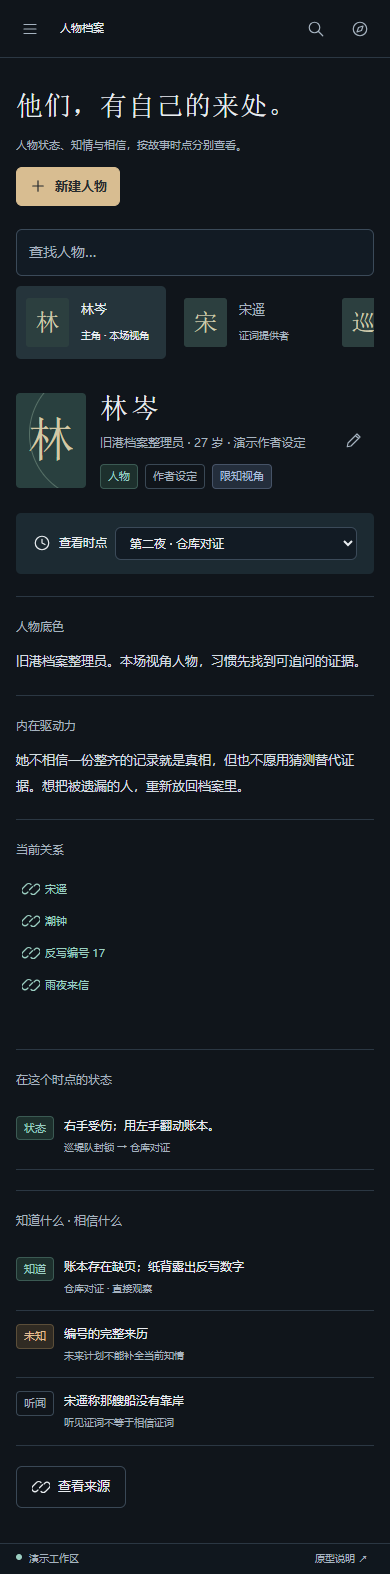 人物档案
他们，有自己的来处。
人物状态、知情与相信，按故事时点分别查看。
新建人物
查找人物...
林
林岑
主角 · 本场视角
宋
宋遥
证词提供者
巡
林
林岑
旧港档案整理员 · 27 岁 · 演示作者设定
人物
作者设定
限知视角
查看时点
第二夜 · 仓库对证
人物底色
旧港档案整理员。本场视角人物，习惯先找到可追问的证据。
内在驱动力
她不相信一份整齐的记录就是真相，但也不愿用猜测替代证
据。想把被遗漏的人，重新放回档案里。
当前关系
宋遥
潮钟
反写编号 17
雨夜来信
在这个时点的状态
状态
右手受伤；用左手翻动账本。
巡堤队封锁 → 仓库对证
知道什么 · 相信什么
知道
账本存在缺页；纸背露出反写数字
仓库对证 · 直接观察
未知
编号的完整来历
未来计划不能补全当前知情
听闻
宋遥称那艘船没有靠岸
听见证词不等于相信证词
查看来源
演示工作区
原型说明 ↗